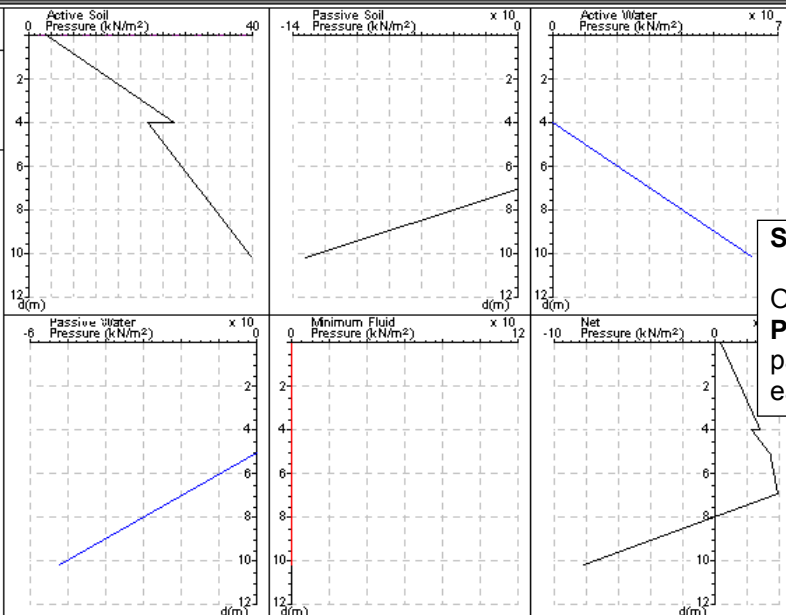 Active Soil
0 Pressure (kN/m²) 40
2
4
6
8
10
12
d(m)
Passive Soil x 10
-14 Pressure (kN/m²) 0
2
4
6
8
10
12
d(m)
Active Water x 10
0 Pressure (kN/m²) 7
2
4
6
8
10
12
d(m)
S
P
Passive Water x 10
-6 Pressure (kN/m²) 0
2
4
6
8
10
12
d(m)
Minimum Fluid x 10
0 Pressure (kN/m²) 12
2
4
6
8
10
12
d(m)
Net
-10 Pressure (kN/m²) 0
2
4
6
8
10
12
d(m)